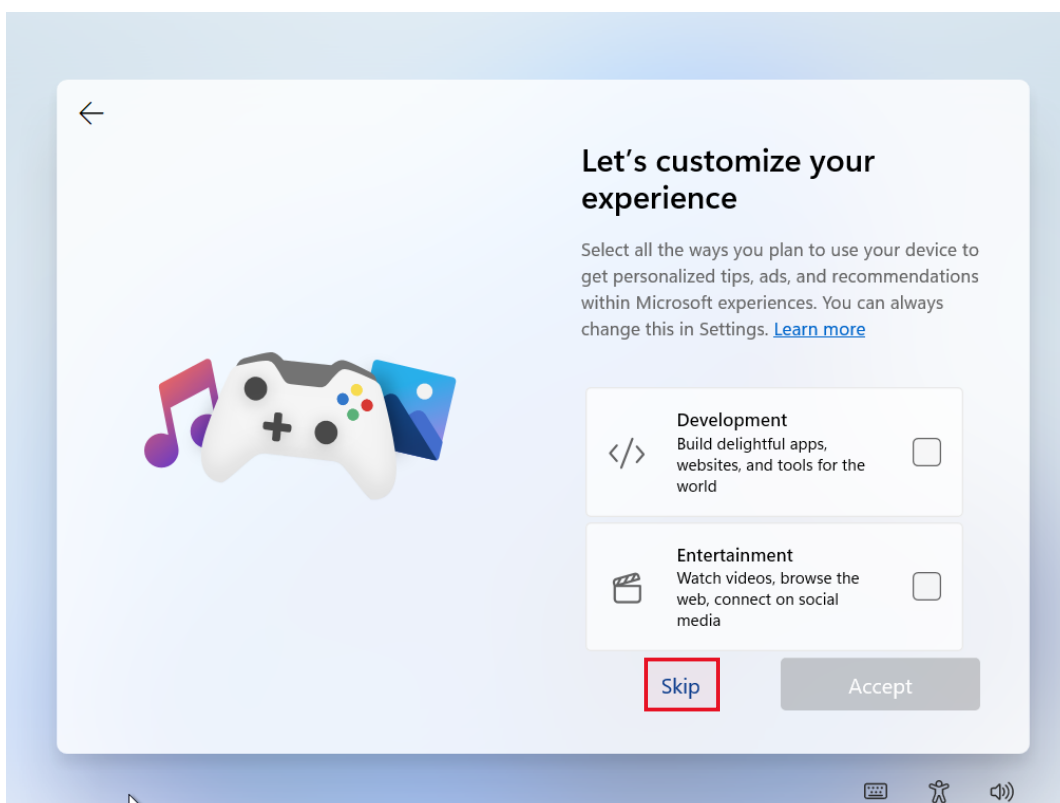 Let's customize your
experience
Select all the ways you plan to use your device to
get personalized tips, ads, and recommendations
within Microsoft experiences. You can always
change this in Settings. Learn more
Development
Build delightful apps,
websites, and tools for the
world
Entertainment
Watch videos, browse the
web, connect on social
media
Skip
Accept